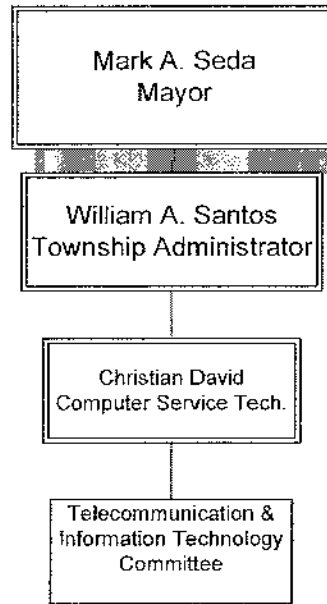 Mark A. Seda
Mayor
William A. Santos
Township Administrator
Christian David
Computer Service Tech.
Telecommunication &
Information Technology
Committee